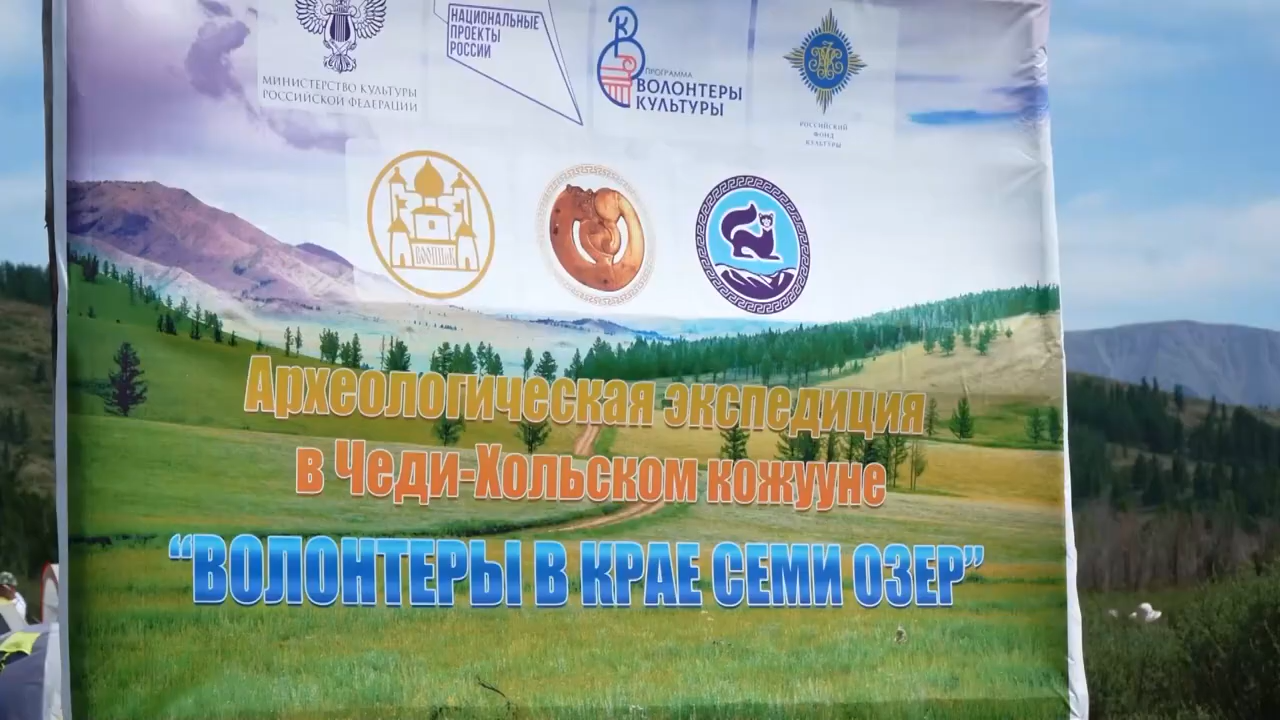 МИНИСТЕРСТВО КУЛЬТУРЫ
РОССИЙСКОЙ ФЕДЕРАЦИИ
НАЦИОНАЛЬНЫЕ
ПРОЕКТЫ
РОССИИ
ПРОГРАММА
ВОЛОНТЕРЫ
КУЛЬТУРЫ
РОССИЙСКИЙ
ФОНД
КУЛЬТУРЫ
ВООПИиК
Археологическая экспедиция
в Чеди-Хольском кожууне
“ВОЛОНТЕРЫ В КРАЕ СЕМИ ОЗЕР”